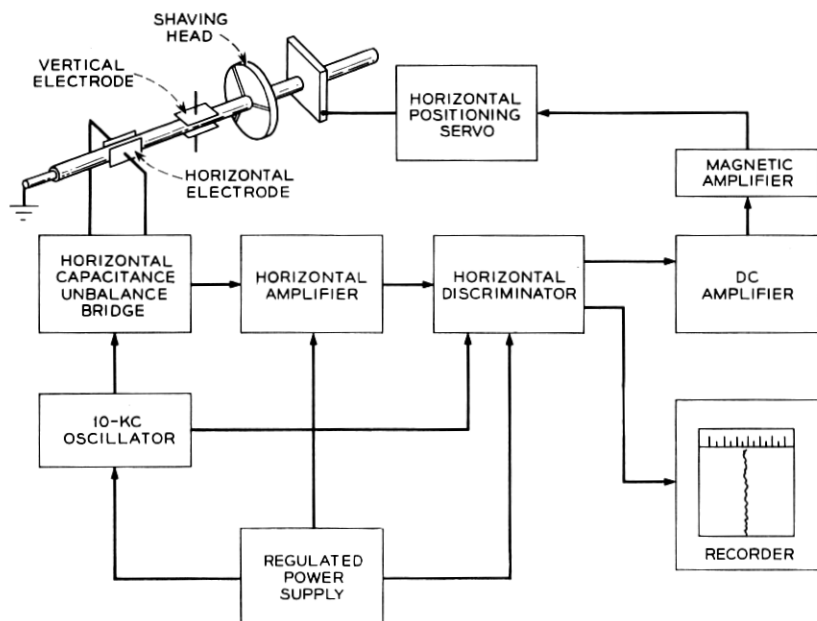 SHAVING
HEAD
VERTICAL
ELECTRODE
HORIZONTAL
ELECTRODE
HORIZONTAL
POSITIONING
SERVO
MAGNETIC
AMPLIFIER
HORIZONTAL
CAPACITANCE
UNBALANCE
BRIDGE
HORIZONTAL
AMPLIFIER
HORIZONTAL
DISCRIMINATOR
DC
AMPLIFIER
10-KC
OSCILLATOR
RECORDER
REGULATED
POWER
SUPPLY